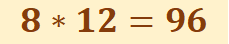 8 * 12 = 96